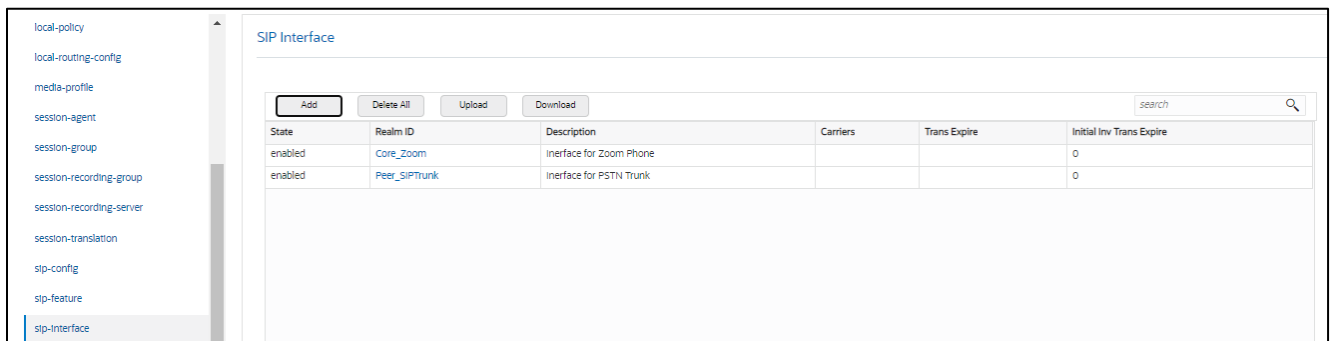 local-policy
local-routing-config
media-profile
session-agent
session-group
session-recording-group
session-recording-server
session-translation
sip-config
sip-feature
sip-interface
SIP Interface
Add Delete All Upload Download search
State Realm ID Description Carriers Trans Expire Initial Inv Trans Expire
enabled Core_Zoom Inerface for Zoom Phone 0
enabled Peer_SIPTrunk Inerface for PSTN Trunk 0